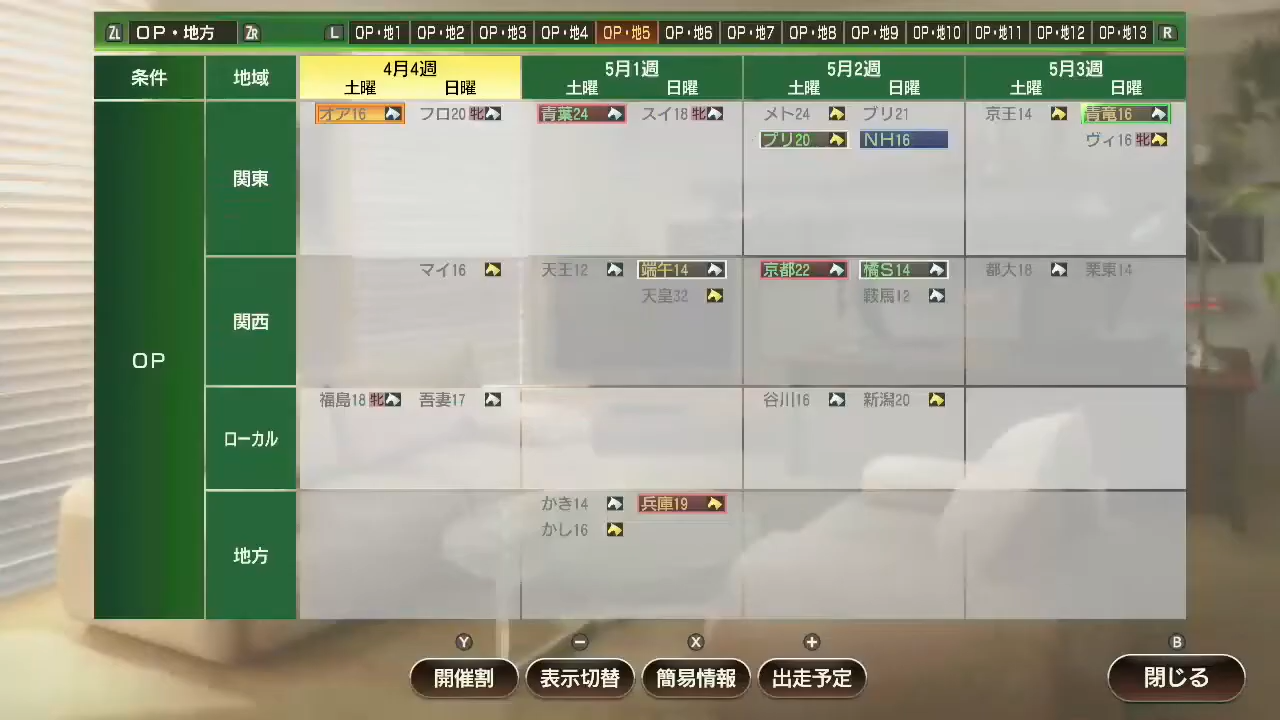 ZL OP・地方 ZR L OP・地1 OP・地2 OP・地3 OP・地4 OP・地5 OP・地6 OP・地7 OP・地8 OP・地9 OP・地10 OP・地11 OP・地12 OP・地13 R
条件 地域 4月4週 5月1週 5月2週 5月3週
土曜 日曜 土曜 日曜 土曜 日曜 土曜 日曜
オア16 フロ20 牝 青葉24 スイ18 牝 メト24 ブリ21 京王14 青竜16
プリ20 NH16 ヴィ16 牝
関東
マイ16 天王12 端午14 京都22 橘S14 都大18 栗東14
天皇32 鞍馬12
関西
OP
福島18 牝 吾妻17 谷川16 新潟20
ローカル
かき14 兵庫19
かし16
地方
Y － X ＋ B
開催割 表示切替 簡易情報 出走予定 閉じる